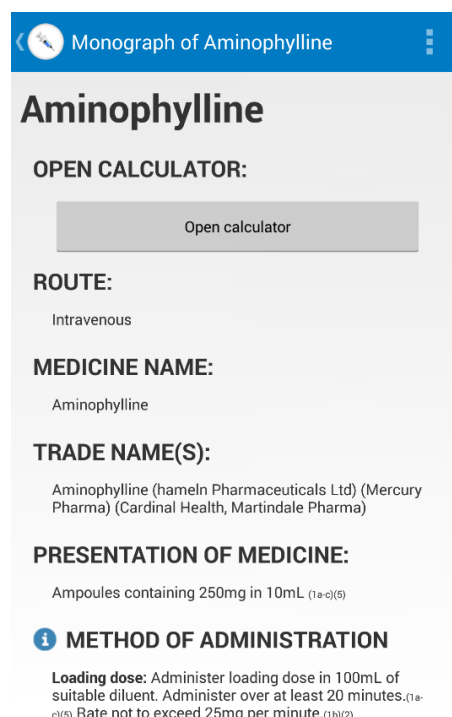 Monograph of Aminophylline
Aminophylline
OPEN CALCULATOR:
Open calculator
ROUTE:
Intravenous
MEDICINE NAME:
Aminophylline
TRADE NAME(S):
Aminophylline (hameln Pharmaceuticals Ltd) (Mercury
Pharma) (Cardinal Health, Martindale Pharma)
PRESENTATION OF MEDICINE:
Ampoules containing 250mg in 10mL (1a-c)(5)
i METHOD OF ADMINISTRATION
Loading dose: Administer loading dose in 100mL of
suitable diluent. Administer over at least 20 minutes.(1a-
c)(5) Rate not to exceed 25mg per minute.(1b)(2)